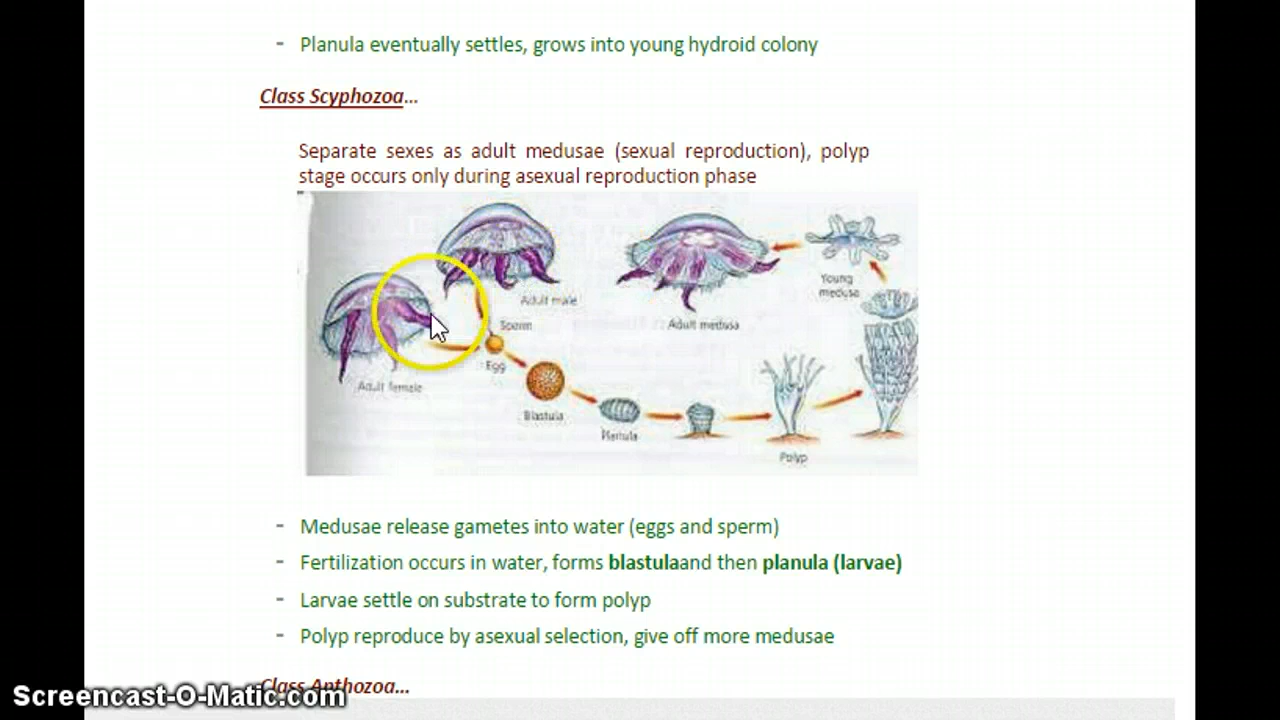 - Planula eventually settles, grows into young hydroid colony
Class Scyphozoa...
Separate sexes as adult medusae (sexual reproduction), polyp
stage occurs only during asexual reproduction phase
Adult male
Young
medusa
Sperm
Adult medusa
Egg
Adult female
Blastula
Planula
Polyp
- Medusae release gametes into water (eggs and sperm)
- Fertilization occurs in water, forms blastulaand then planula (larvae)
- Larvae settle on substrate to form polyp
- Polyp reproduce by asexual selection, give off more medusae
Class Anthozoa...
Screencast-O-Matic.com